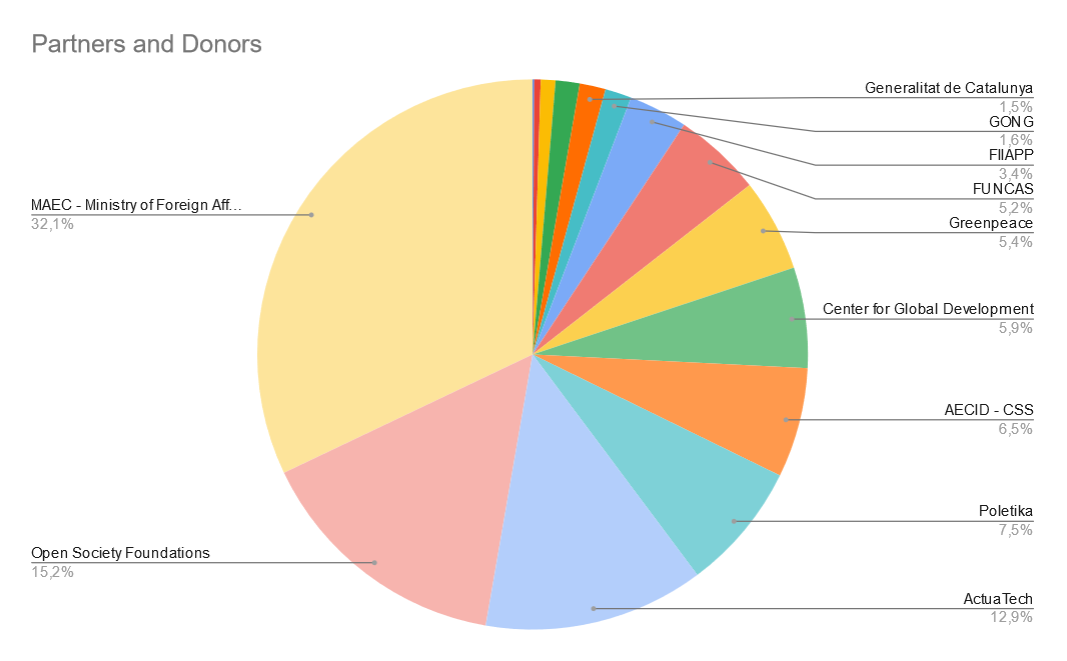 Partners and Donors
Generalitat de Catalunya
1,5%
GONG
1,6%
FIIAPP
3,4%
FUNCAS
5,2%
Greenpeace
5,4%
Center for Global Development
5,9%
AECID - CSS
6,5%
Poletika
7,5%
ActuaTech
12,9%
Open Society Foundations
15,2%
MAEC - Ministry of Foreign Aff...
32,1%